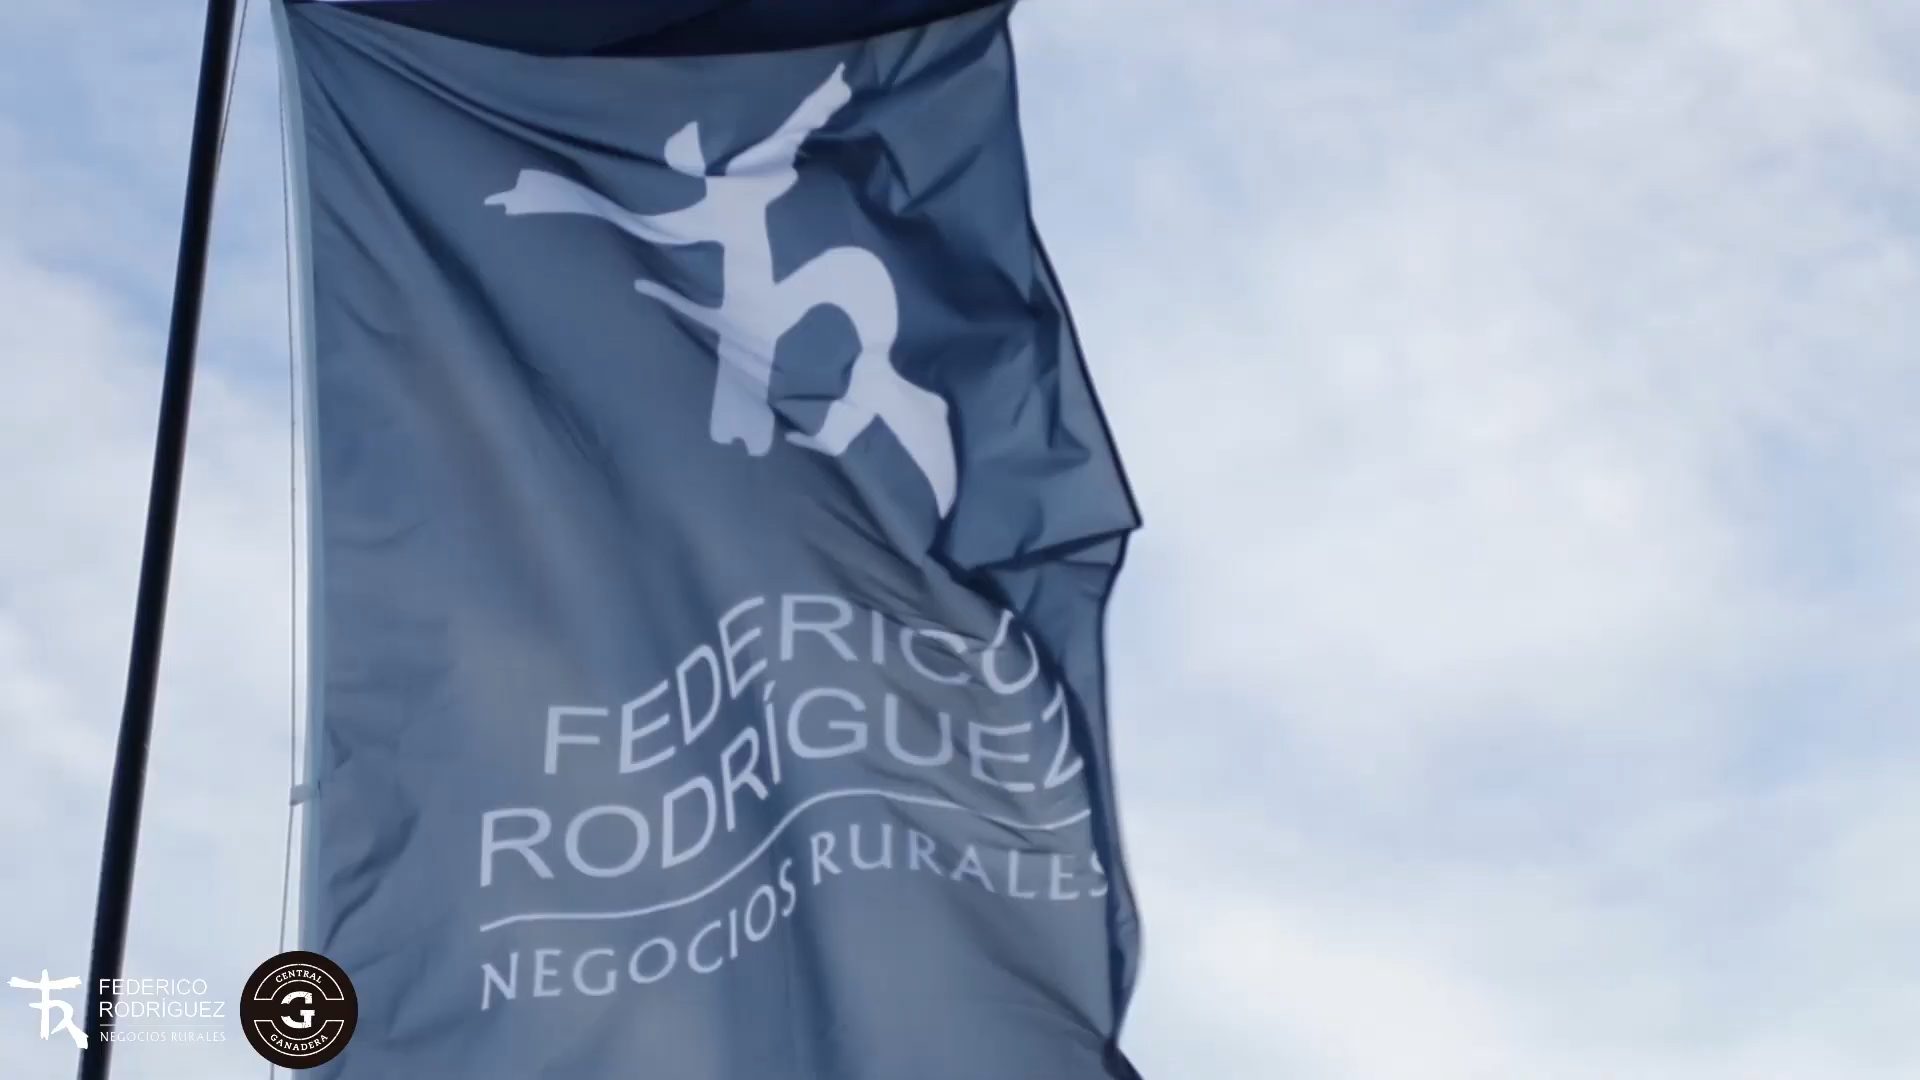 FEDERICO
RODRÍGUEZ
NEGOCIOS RURALES
FEDERICO
RODRÍGUEZ
NEGOCIOS RURALES
CENTRAL
G
GANADERA